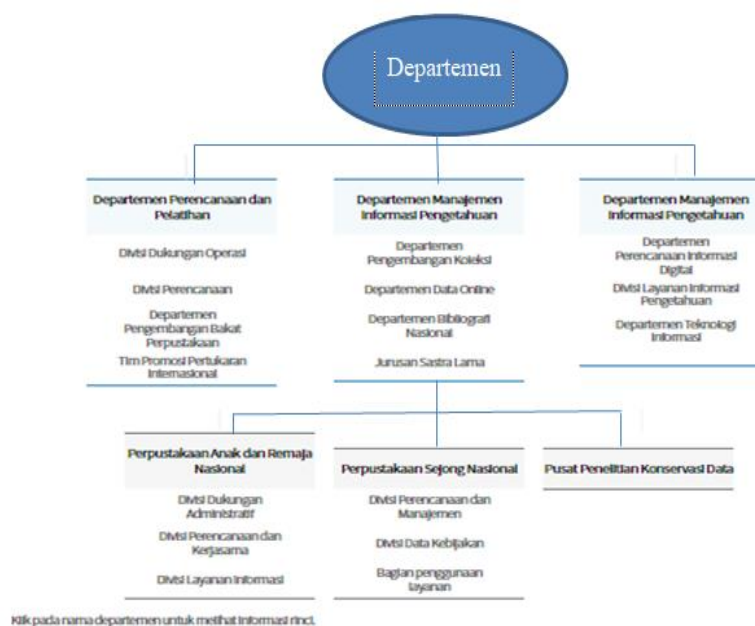 Departemen
Departemen Perencanaan dan
Pelatihan
Divisi Dukungan Operasi
Divisi Perencanaan
Departemen
Pengembangan Bakat
Perpustakaan
Tim Promosi Pertukaran
Internasional
Departemen Manajemen
Informasi Pengetahuan
Departemen
Pengembangan Koleksi
Departemen Data Online
Departemen Bibliografi
Nasional
Jurusan Sastra Lama
Departemen Manajemen
Informasi Pengetahuan
Departemen
Perencanaan Informasi
Digital
Divisi Layanan Informasi
Pengetahuan
Departemen Teknologi
Informasi
Perpustakaan Anak dan Remaja
Nasional
Divisi Dukungan
Administratif
Divisi Perencanaan dan
Kerjasama
Divisi Layanan Informasi
Perpustakaan Sejong Nasional
Divisi Perencanaan dan
Manajemen
Divisi Data Kebijakan
Bagian penggunaan
layanan
Pusat Penelitian Konservasi Data
Klik pada nama departemen untuk melihat informasi rinci.